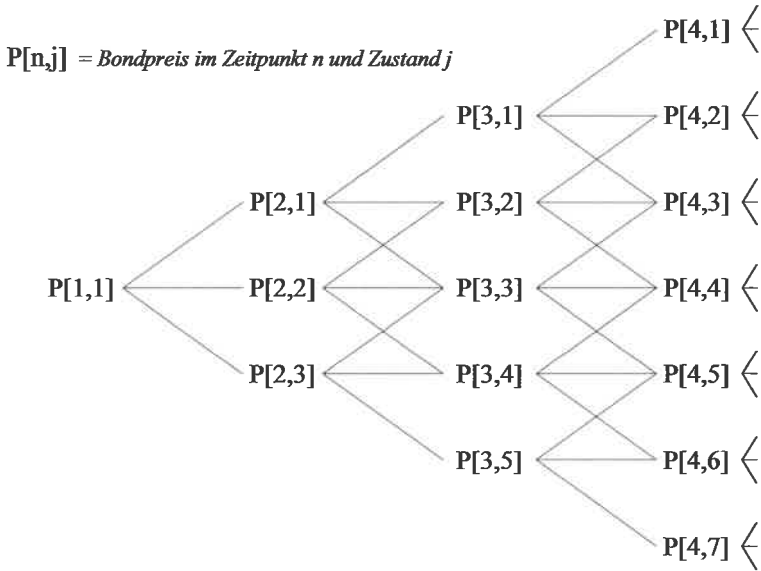 P[4,1]
P[n,j] = Bondpreis im Zeitpunkt n und Zustand j
P[3,1] P[4,2]
P[2,1] P[3,2] P[4,3]
P[1,1] P[2,2] P[3,3] P[4,4]
P[2,3] P[3,4] P[4,5]
P[3,5] P[4,6]
P[4,7]